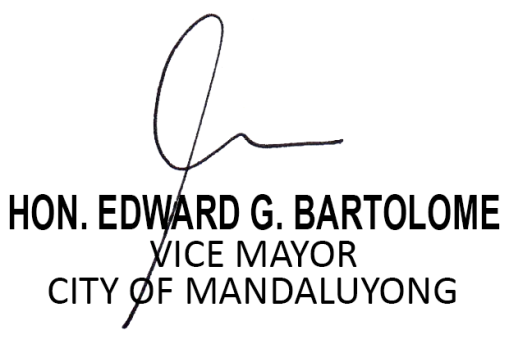 HON. EDWARD G. BARTOLOME
VICE MAYOR
CITY OF MANDALUYONG